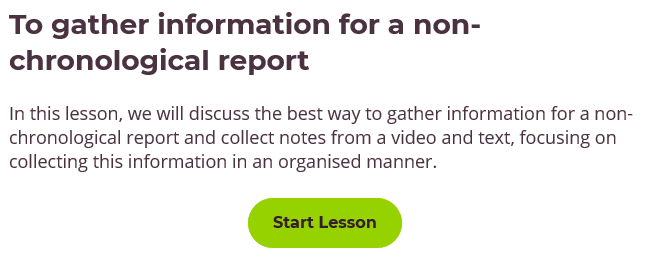 To gather information for a non-
chronological report
In this lesson, we will discuss the best way to gather information for a non-
chronological report and collect notes from a video and text, focusing on
collecting this information in an organised manner.
Start Lesson